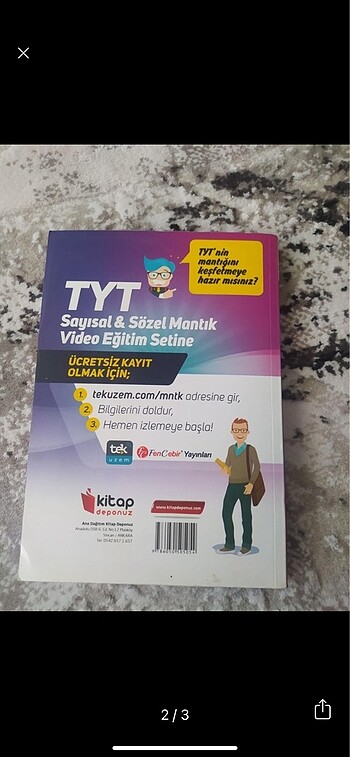 TYT'nin
mantığını
keşfetmeye
hazır mısınız?
TYT
Sayısal & Sözel Mantık
Video Eğitim Setine
ÜCRETSİZ KAYIT
OLMAK İÇİN;
1. tekuzem.com/mntk adresine gir,
2. Bilgilerini doldur,
3. Hemen izlemeye başla!
tek
uzem
FenCebir Yayınları
kitap
deponuz
www.kitapdeponuz.com
Ana Dağıtım Kitap Deponuz
Sincan / ANKARA
2 / 3